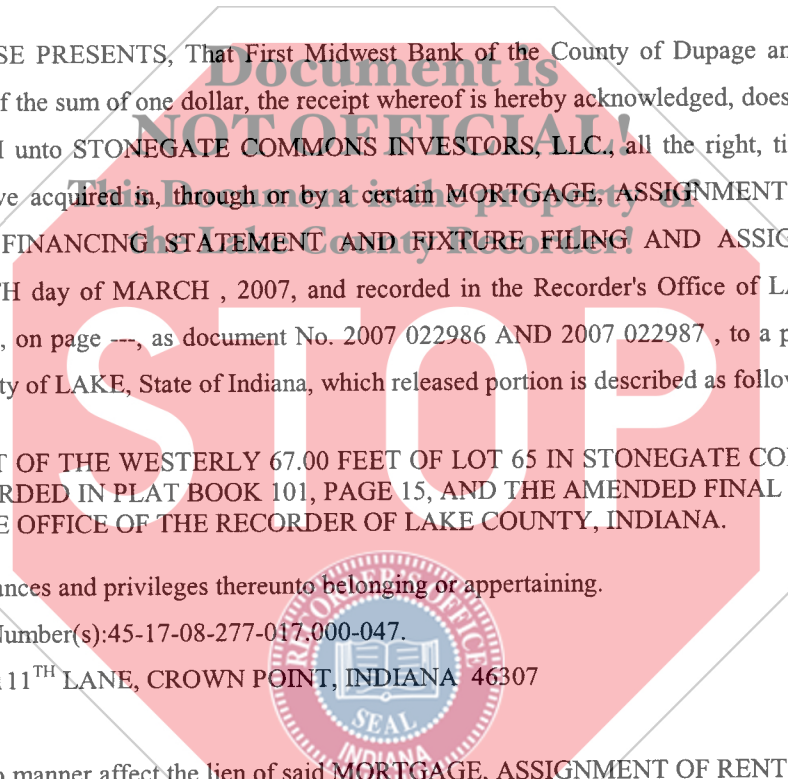 SE PRESENTS, That First Midwest Bank of the County of Dupage an
Document is
f the sum of one dollar, the receipt whereof is hereby acknowledged, does
NOT OFFICIAL!
unto STONEGATE COMMONS INVESTORS, LLC., all the right, ti
This Document is the property of
ve acquired in, through or by a certain MORTGAGE, ASSIGNMENT
the Lake County Recorder!
FINANCING STATEMENT AND FIXTURE FILING AND ASSIG
TH day of MARCH , 2007, and recorded in the Recorder's Office of LA
, on page ---, as document No. 2007 022986 AND 2007 022987 , to a p
ty of LAKE, State of Indiana, which released portion is described as follow
STOP
T OF THE WESTERLY 67.00 FEET OF LOT 65 IN STONEGATE CO
RDED IN PLAT BOOK 101, PAGE 15, AND THE AMENDED FINAL
E OFFICE OF THE RECORDER OF LAKE COUNTY, INDIANA.
ances and privileges thereunto belonging or appertaining.
Number(s):45-17-08-277-017.000-047.
11TH LANE, CROWN POINT, INDIANA 46307
RECORDER'S OFFICE
SEAL
INDIANA
o manner affect the lien of said MORTGAGE, ASSIGNMENT OF RENT